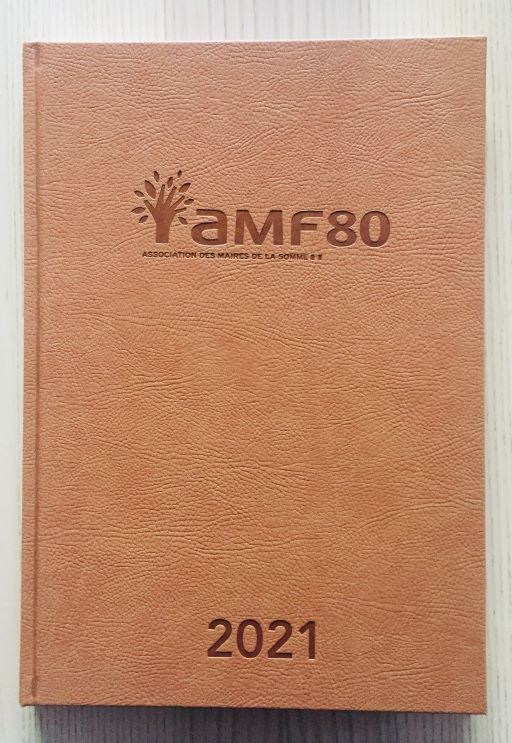 aMF80
ASSOCIATION DES MAIRES DE LA SOMME
2021